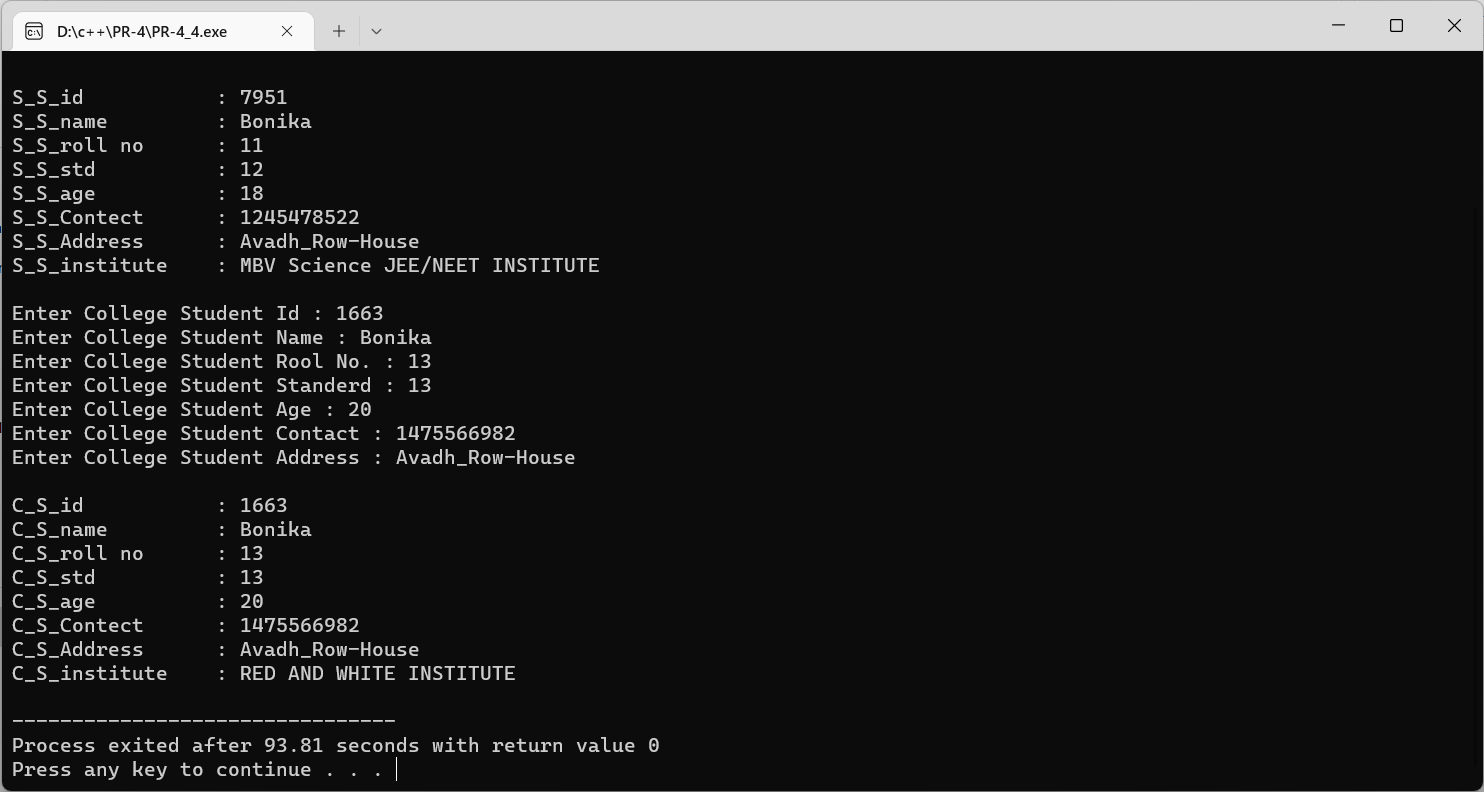 D:\c++\PR-4\PR-4_4.exe
S_S_id : 7951
S_S_name : Bonika
S_S_roll no : 11
S_S_std : 12
S_S_age : 18
S_S_Contect : 1245478522
S_S_Address : Avadh_Row-House
S_S_institute : MBV Science JEE/NEET INSTITUTE
Enter College Student Id : 1663
Enter College Student Name : Bonika
Enter College Student Rool No. : 13
Enter College Student Standerd : 13
Enter College Student Age : 20
Enter College Student Contact : 1475566982
Enter College Student Address : Avadh_Row-House
C_S_id : 1663
C_S_name : Bonika
C_S_roll no : 13
C_S_std : 13
C_S_age : 20
C_S_Contect : 1475566982
C_S_Address : Avadh_Row-House
C_S_institute : RED AND WHITE INSTITUTE
--------------------------------
Process exited after 93.81 seconds with return value 0
Press any key to continue . . .